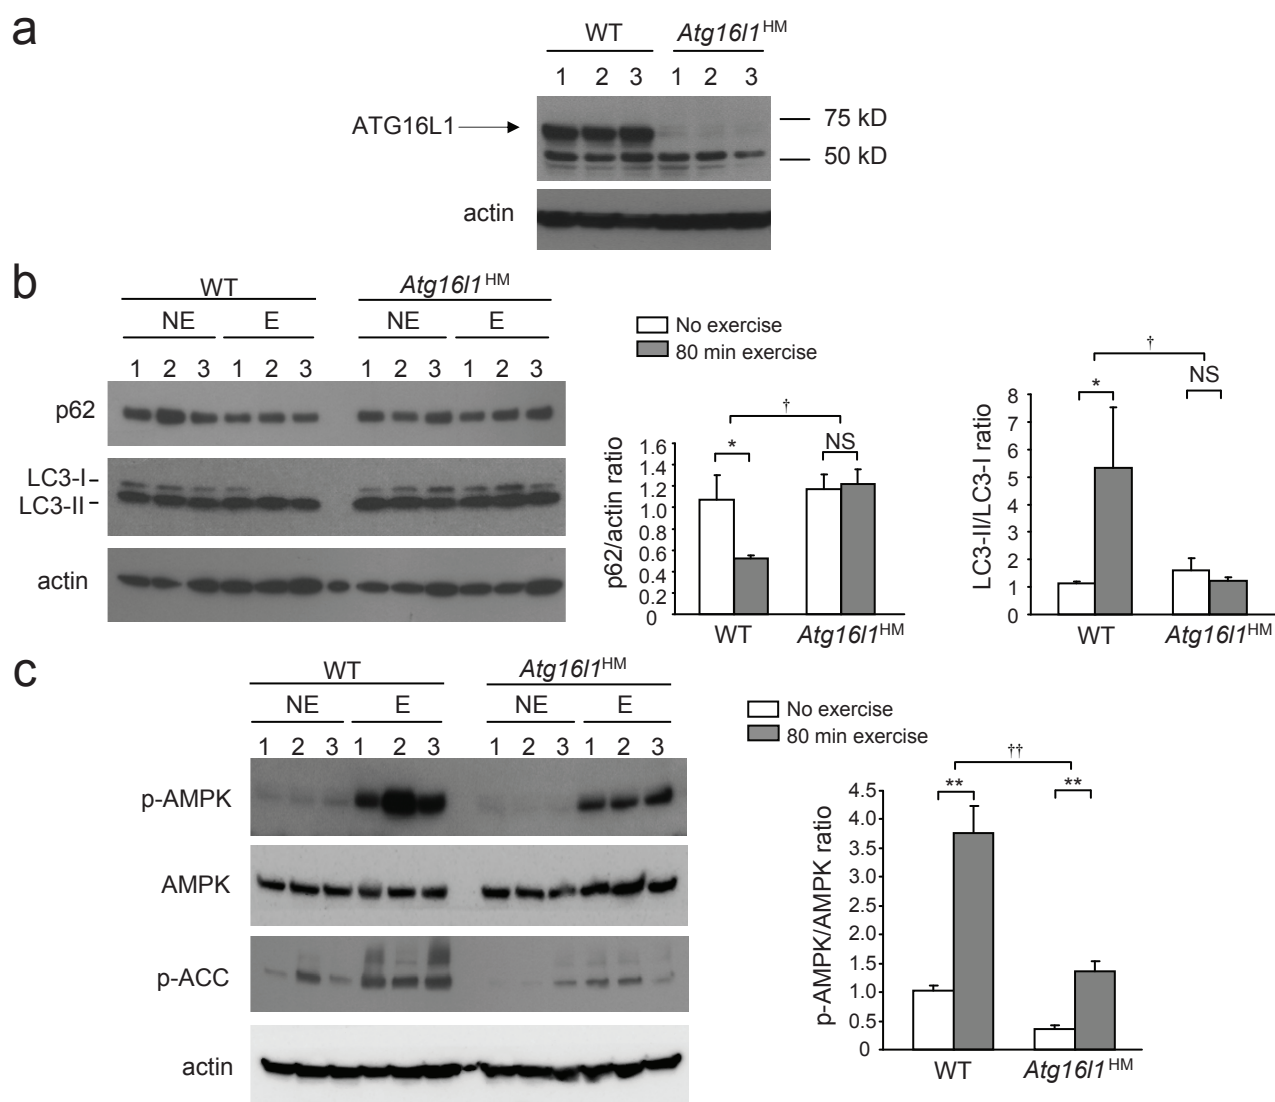 a
WT Atg16l1HM
1 2 3 1 2 3
ATG16L1
75 kD
50 kD
actin
b
WT Atg16l1HM
NE E NE E
1 2 3 1 2 3 1 2 3 1 2 3
p62
LC3-I
LC3-II
actin
No exercise
80 min exercise
†
* NS
p62/actin ratio
1.6
1.4
1.2
1.0
0.8
0.6
0.4
0.2
0
WT Atg16l1HM
†
* NS
LC3-II/LC3-I ratio
8
7
6
5
4
3
2
1
0
WT Atg16l1HM
c
WT Atg16l1HM
NE E NE E
1 2 3 1 2 3 1 2 3 1 2 3
p-AMPK
AMPK
p-ACC
actin
No exercise
80 min exercise
††
** **
p-AMPK/AMPK ratio
4.5
4.0
3.5
3.0
2.5
2.0
1.5
1.0
0.5
0
WT Atg16l1HM